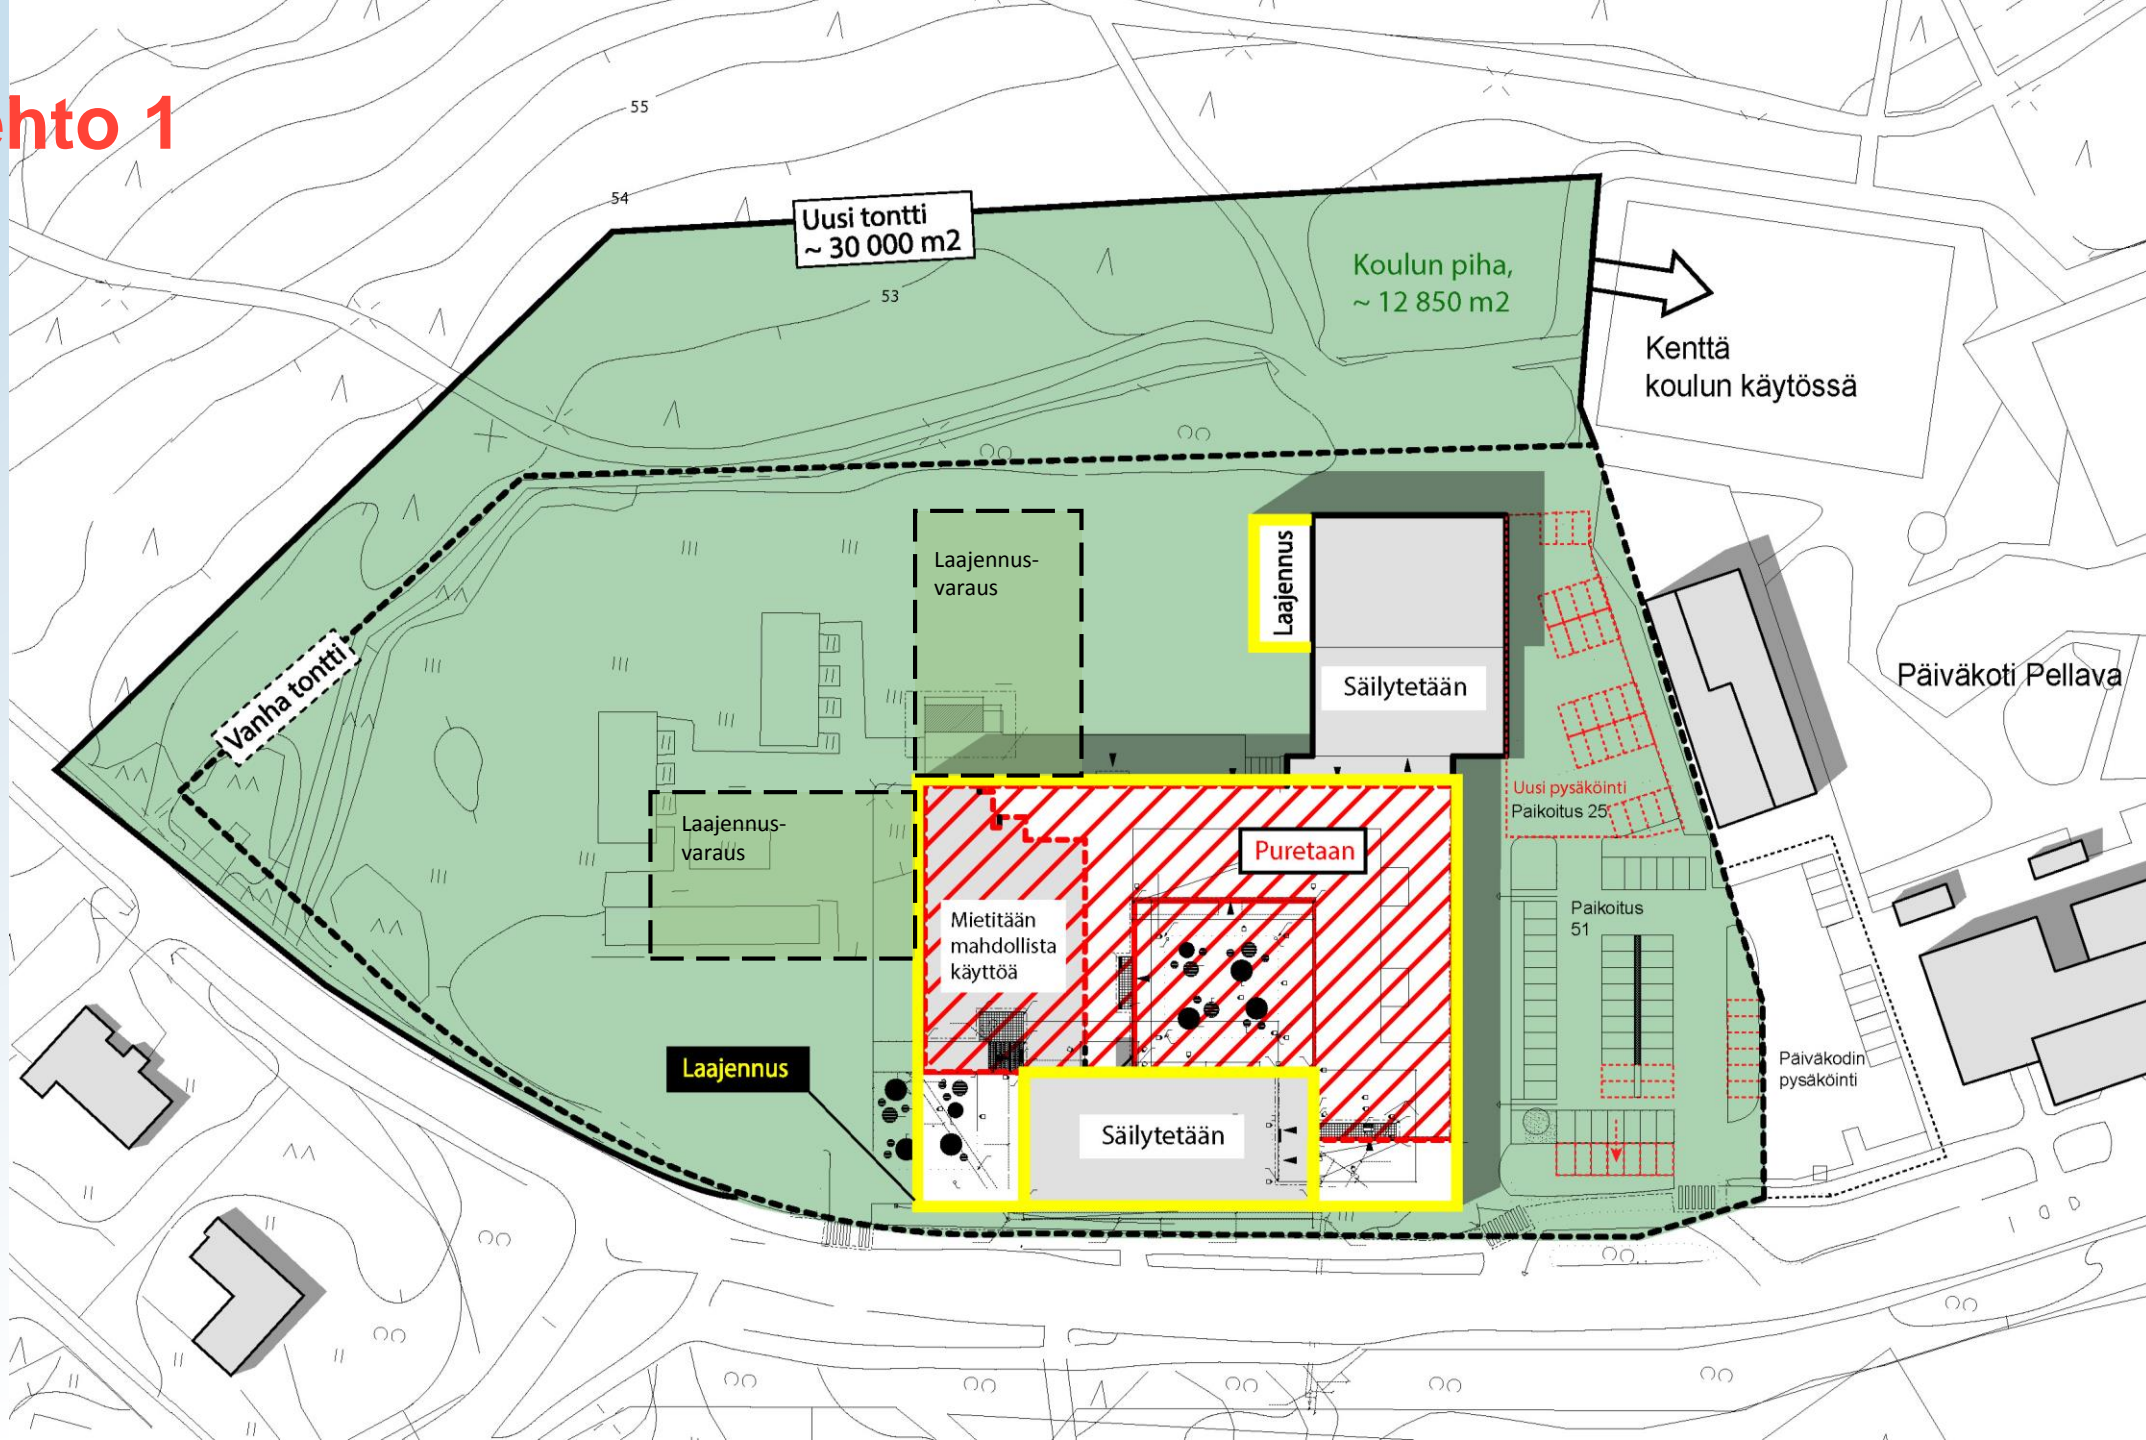 ehto 1
55
54
Uusi tontti
~ 30 000 m2
53
Koulun piha,
~ 12 850 m2
Kenttä
koulun käytössä
Laajennus-
varaus
Laajennus
Vanha tontti
Säilytetään
Päiväkoti Pellava
Uusi pysäköinti
Paikoitus 25
Laajennus-
varaus
Puretaan
Mietitään
mahdollista
käyttöä
Paikoitus
51
Laajennus
Säilytetään
Päiväkodin
pysäköinti